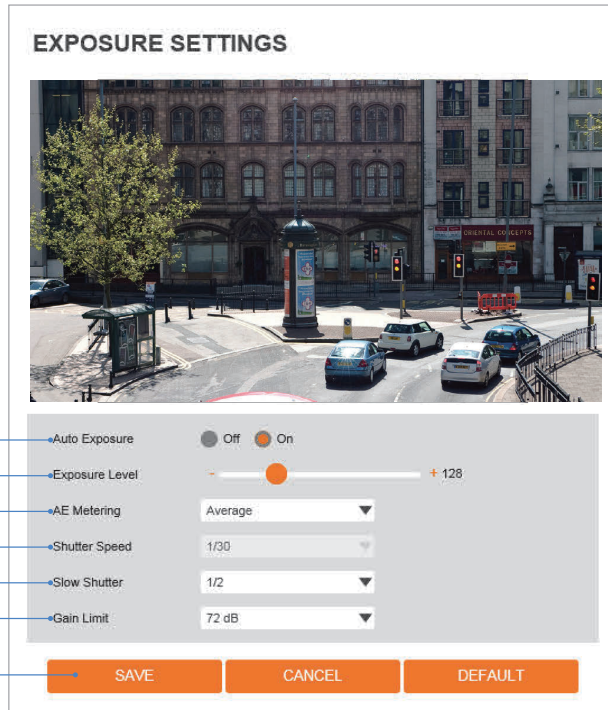 EXPOSURE SETTINGS
ORIENTAL CONCEPTS
Auto Exposure Off On
Exposure Level - + 128
AE Metering Average
Shutter Speed 1/30
Slow Shutter 1/2
Gain Limit 72 dB
SAVE CANCEL DEFAULT